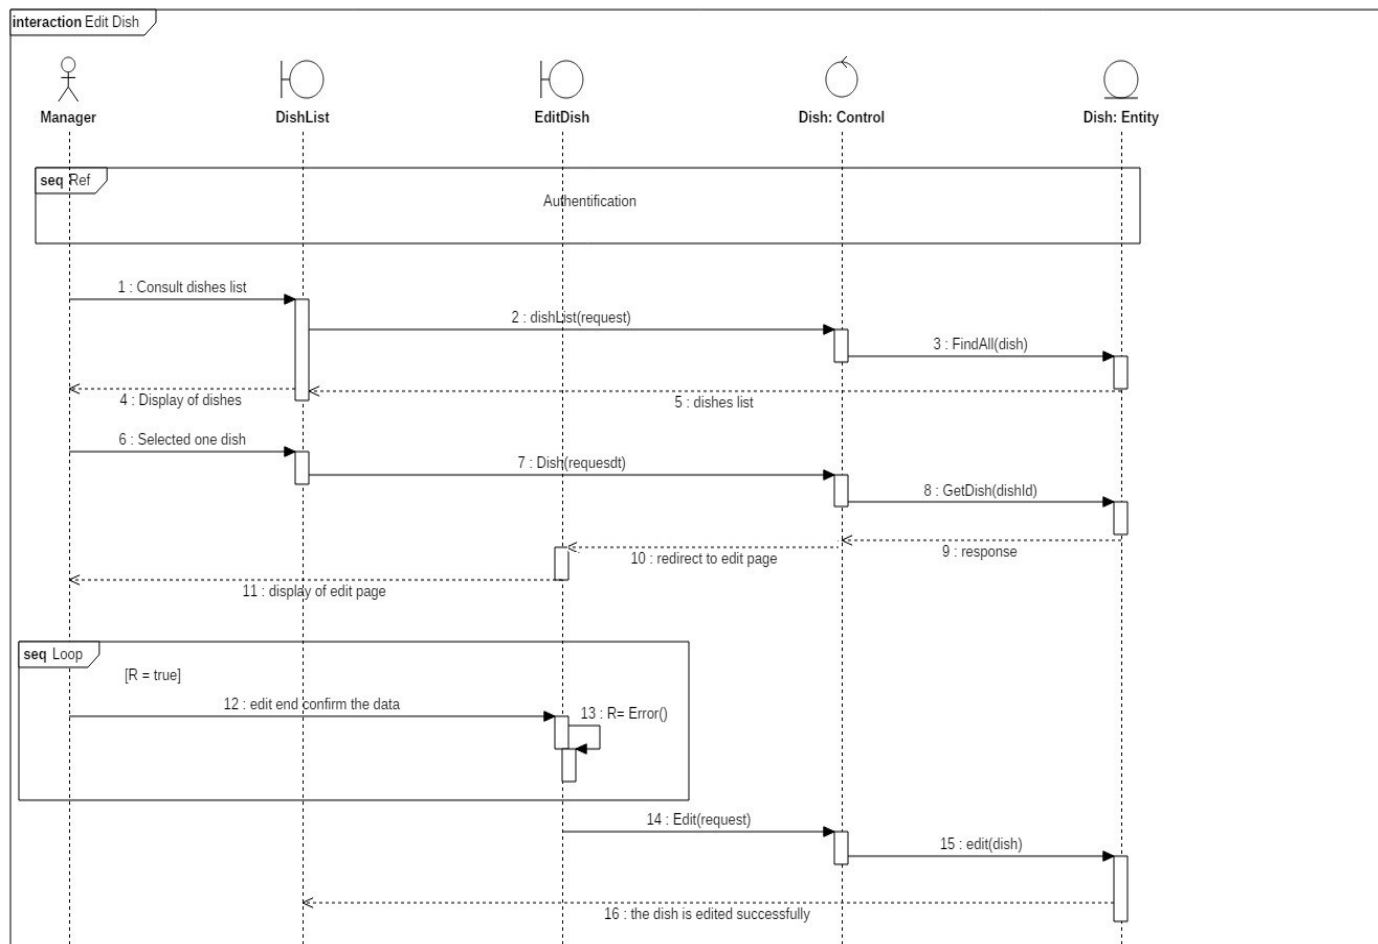 interaction Edit Dish
Manager
DishList
EditDish
Dish: Control
Dish: Entity
seq Ref
Authentification
1 : Consult dishes list
2 : dishList(request)
3 : FindAll(dish)
4 : Display of dishes
5 : dishes list
6 : Selected one dish
7 : Dish(requesdt)
8 : GetDish(dishId)
9 : response
10 : redirect to edit page
11 : display of edit page
seq Loop
[R = true]
12 : edit end confirm the data
13 : R= Error()
14 : Edit(request)
15 : edit(dish)
16 : the dish is edited successfully